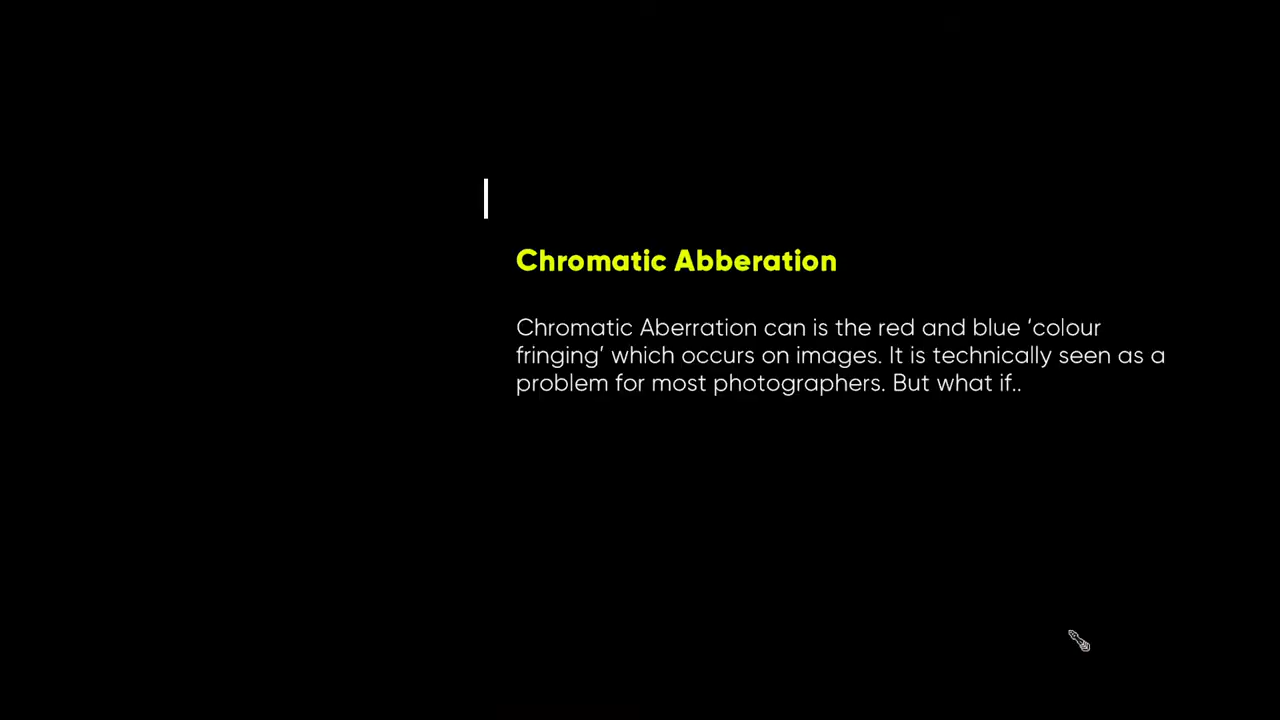 Chromatic Abberation
Chromatic Aberration can is the red and blue ‘colour
fringing’ which occurs on images. It is technically seen as a
problem for most photographers. But what if..